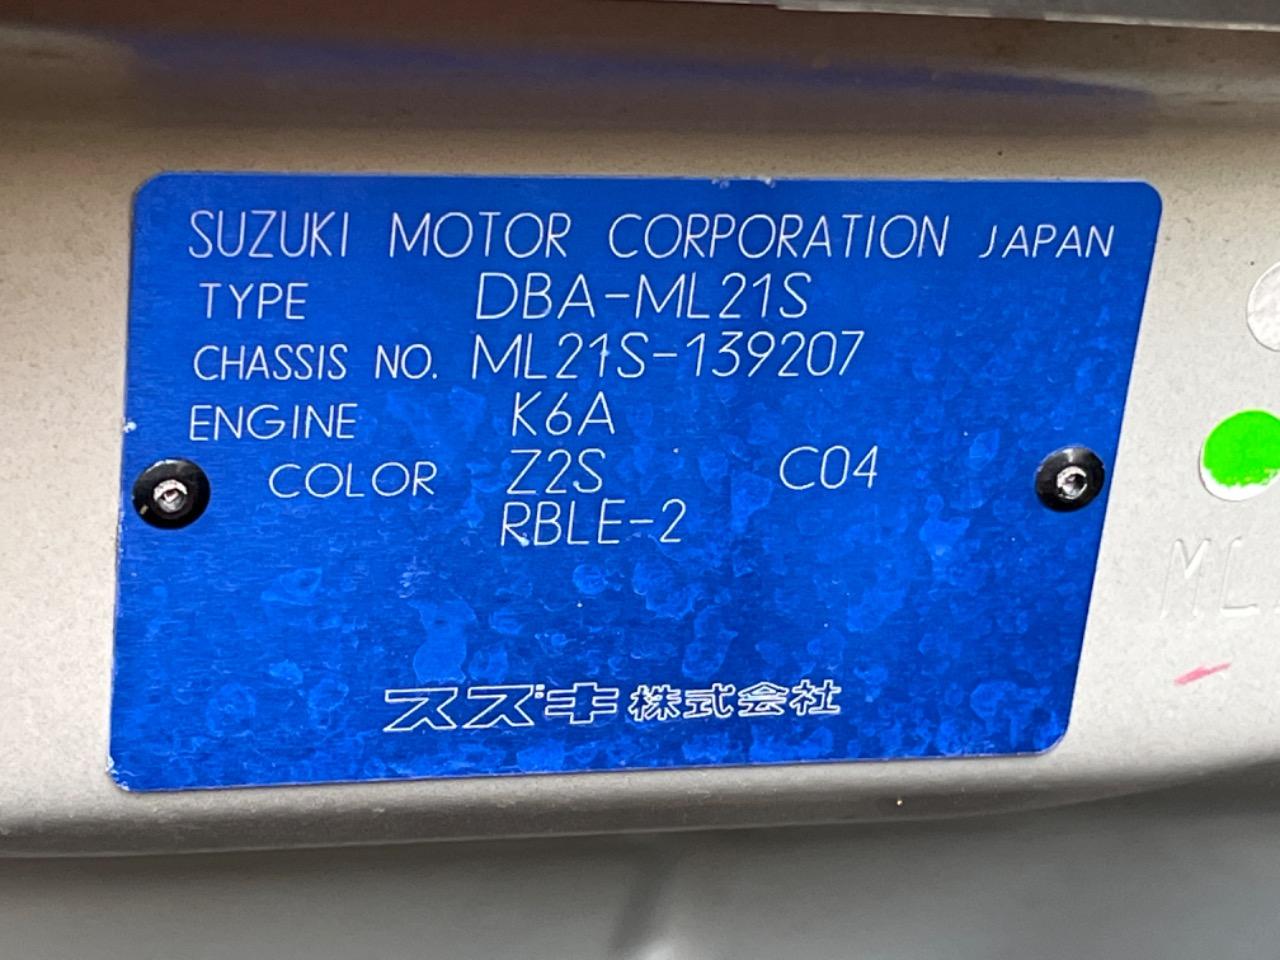 SUZUKI MOTOR CORPORATION JAPAN
TYPE DBA-ML21S
CHASSIS NO. ML21S-139207
ENGINE K6A
COLOR Z2S C04
RBLE-2
スズキ株式会社
ML